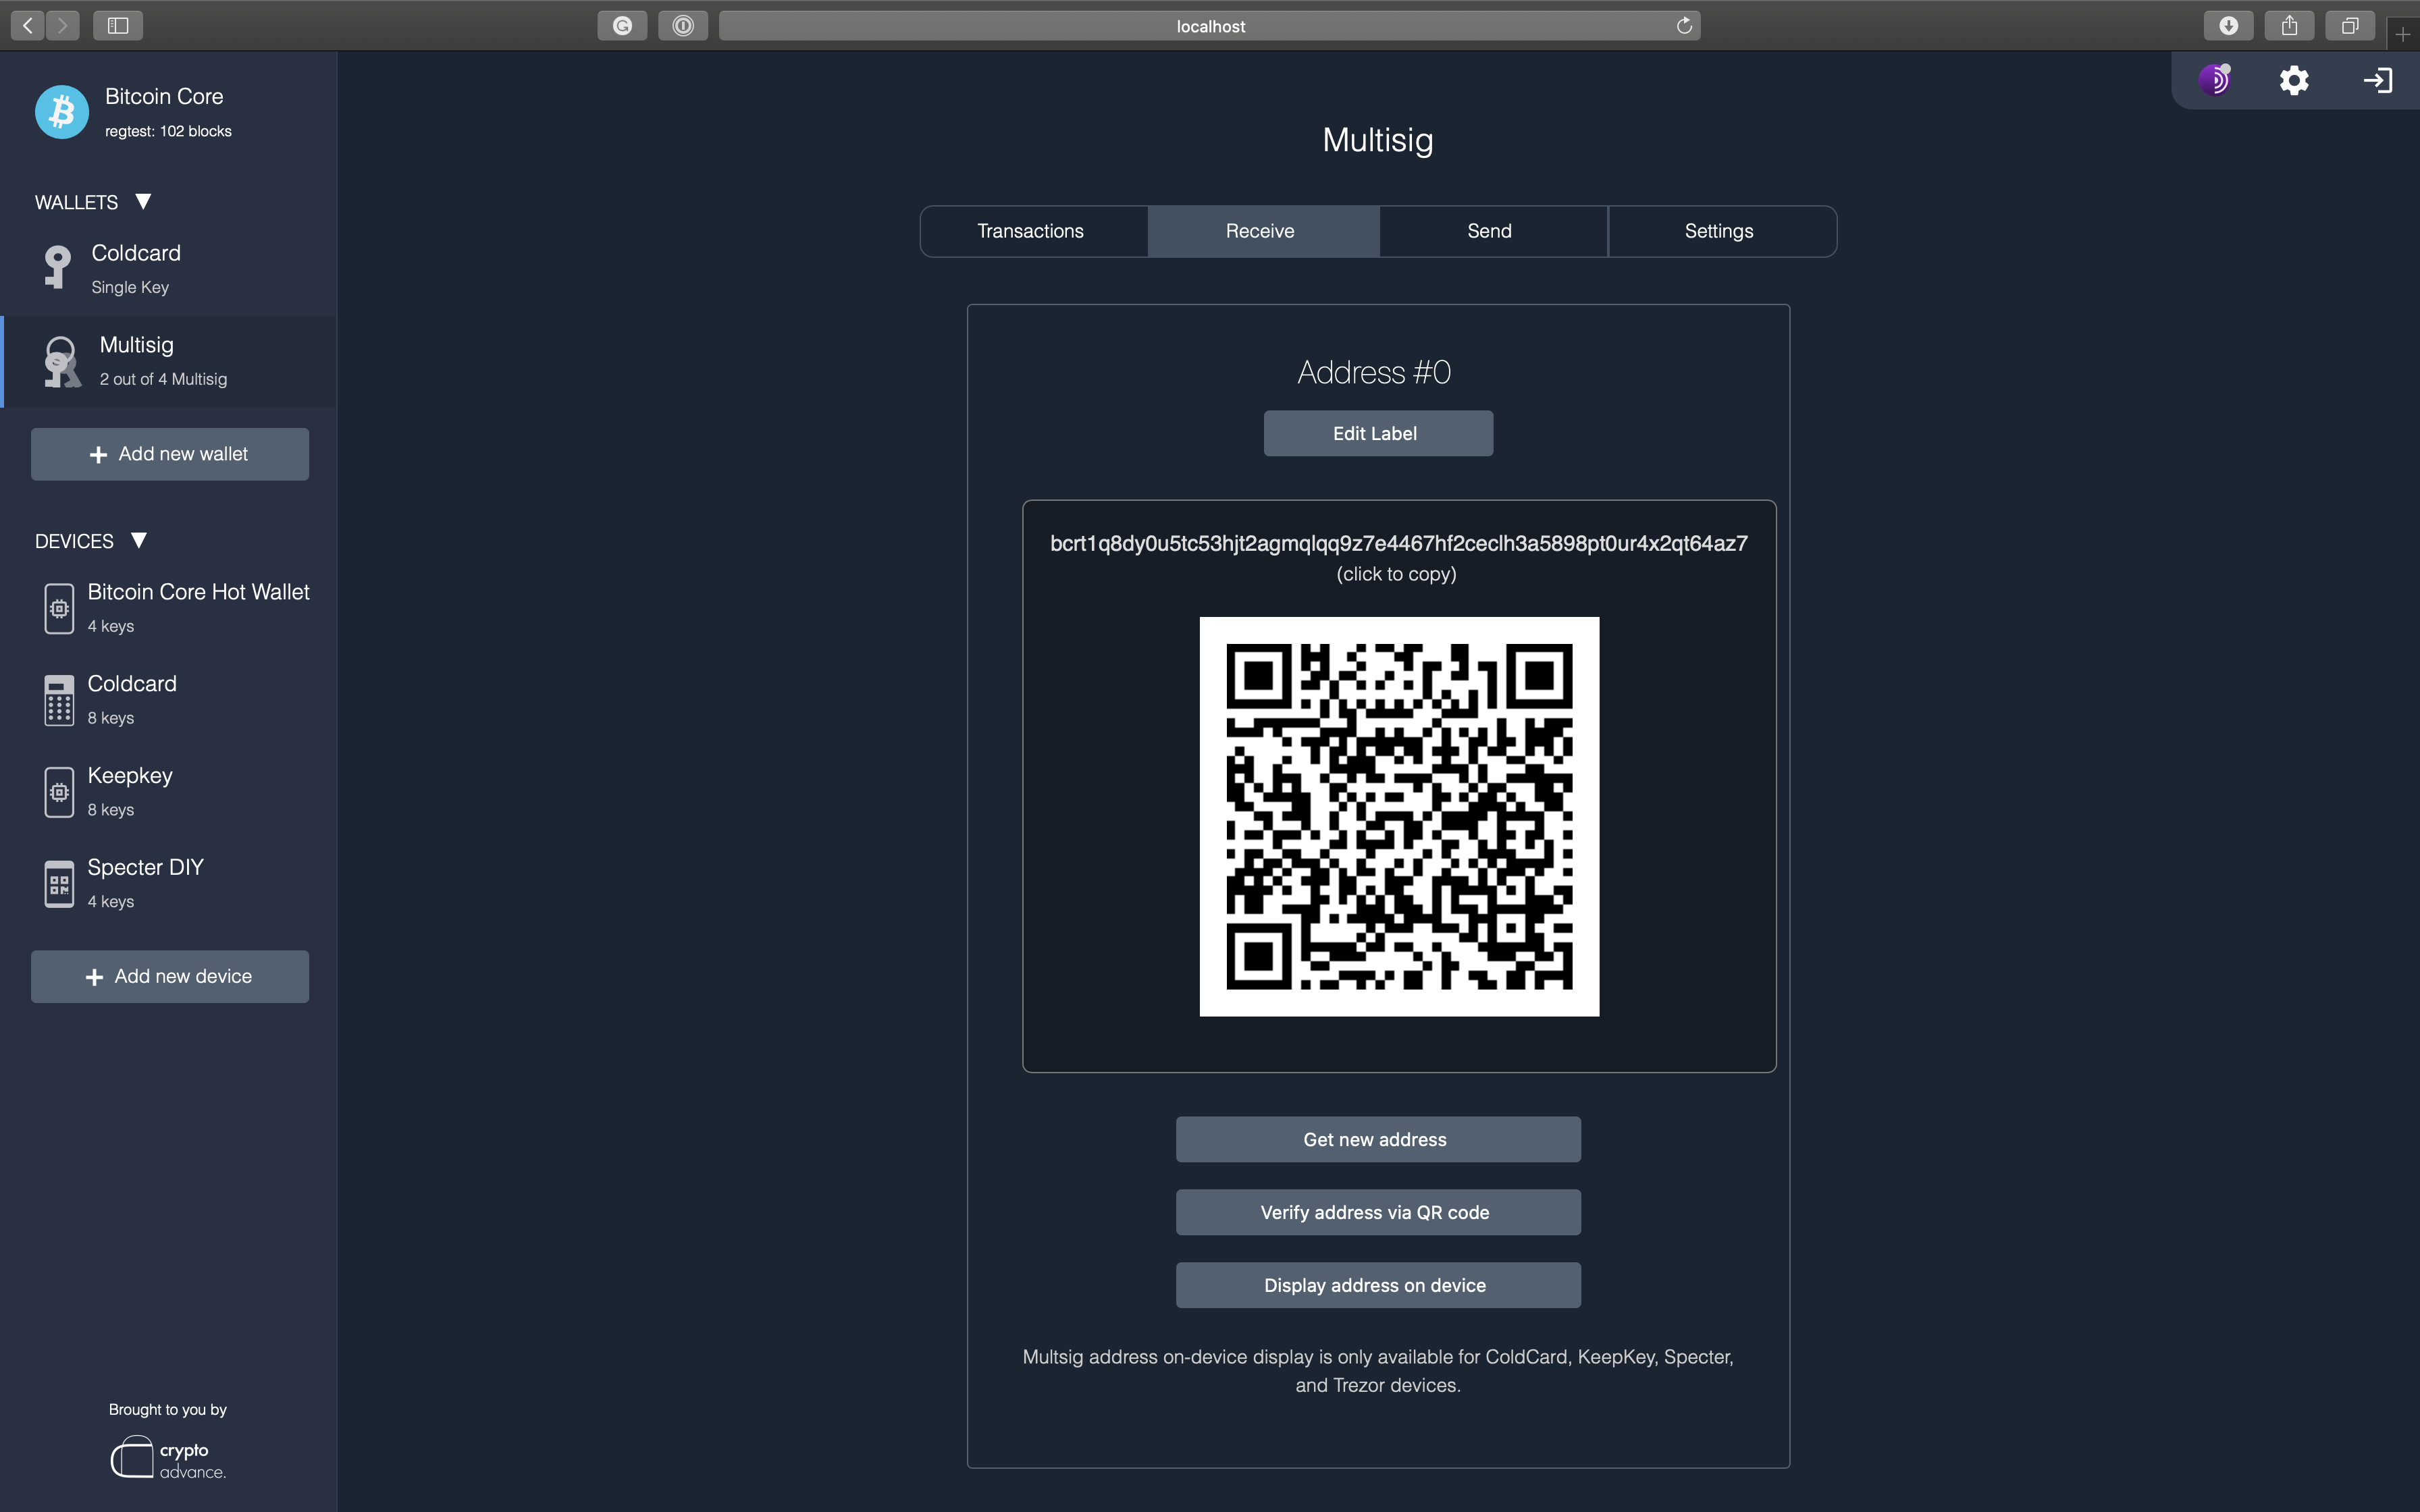 localhost
Bitcoin Core
regtest: 102 blocks
WALLETS ▼
Coldcard
Single Key
Multisig
2 out of 4 Multisig
+ Add new wallet
DEVICES ▼
Bitcoin Core Hot Wallet
4 keys
Coldcard
8 keys
Keepkey
8 keys
Specter DIY
4 keys
+ Add new device
Brought to you by
crypto
advance.
Multisig
Transactions
Receive
Send
Settings
Address #0
Edit Label
bcrt1q8dy0u5tc53hjt2agmqlqq9z7e4467hf2ceclh3a5898pt0ur4x2qt64az7
(click to copy)
Get new address
Verify address via QR code
Display address on device
Multsig address on-device display is only available for ColdCard, KeepKey, Specter,
and Trezor devices.